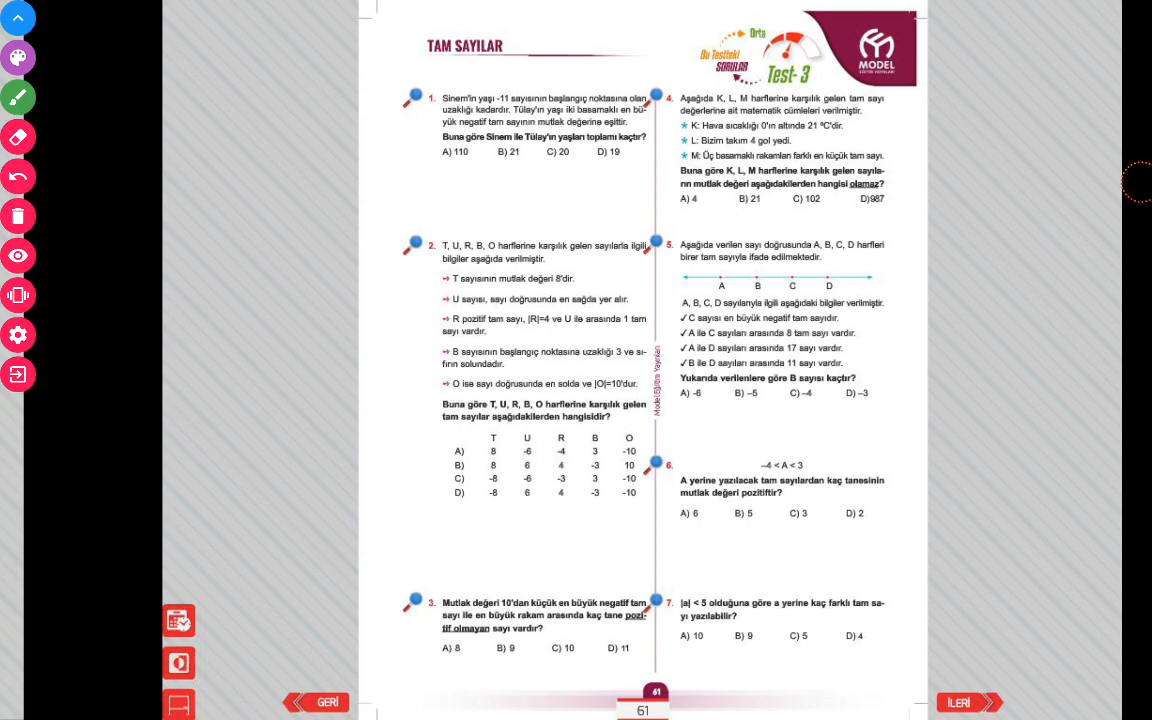 TAM SAYILAR
Bu Testteki
SORULAR
Orta
Test- 3
MODEL
EĞİTİM YAYINLARI
1. Sinem'in yaşı -11 sayısının başlangıç noktasına olan
uzaklığı kadardır. Tülay'ın yaşı iki basamaklı en bü-
yük negatif tam sayının mutlak değerine eşittir.
Buna göre Sinem ile Tülay'ın yaşları toplamı kaçtır?
A) 110 B) 21 C) 20 D) 19
2. T, U, R, B, O harflerine karşılık gelen sayılarla ilgili
bilgiler aşağıda verilmiştir.
➺ T sayısının mutlak değeri 8'dir.
➺ U sayısı, sayı doğrusunda en sağda yer alır.
➺ R pozitif tam sayı, |R|=4 ve U ile arasında 1 tam
sayı vardır.
➺ B sayısının başlangıç noktasına uzaklığı 3 ve sı-
fırın solundadır.
➺ O ise sayı doğrusunda en solda ve |O|=10'dur.
Buna göre T, U, R, B, O harflerine karşılık gelen
tam sayılar aşağıdakilerden hangisidir?
T U R B O
A) 8 -6 -4 3 -10
B) 8 6 4 -3 10
C) -8 -6 -3 3 -10
D) -8 6 4 -3 -10
3. Mutlak değeri 10'dan küçük en büyük negatif tam
sayı ile en büyük rakam arasında kaç tane pozi-
tif olmayan sayı vardır?
A) 8 B) 9 C) 10 D) 11
Model Eğitim Yayınları
4. Aşağıda K, L, M harflerine karşılık gelen tam sayı
değerlerine ait matematik cümleleri verilmiştir.
★ K: Hava sıcaklığı 0'ın altında 21 ºC'dir.
★ L: Bizim takım 4 gol yedi.
★ M: Üç basamaklı rakamları farklı en küçük tam sayı.
Buna göre K, L, M harflerine karşılık gelen sayıla-
rın mutlak değeri aşağıdakilerden hangisi olamaz?
A) 4 B) 21 C) 102 D)987
5. Aşağıda verilen sayı doğrusunda A, B, C, D harfleri
birer tam sayıyla ifade edilmektedir.
A B C D
A, B, C, D sayılarıyla ilgili aşağıdaki bilgiler verilmiştir.
✓ C sayısı en büyük negatif tam sayıdır.
✓ A ile C sayıları arasında 8 tam sayı vardır.
✓ A ile D sayıları arasında 17 sayı vardır.
✓ B ile D sayıları arasında 11 sayı vardır.
Yukarıda verilenlere göre B sayısı kaçtır?
A) -6 B) –5 C) –4 D) –3
6. –4 < A < 3
A yerine yazılacak tam sayılardan kaç tanesinin
mutlak değeri pozitiftir?
A) 6 B) 5 C) 3 D) 2
7. |a| < 5 olduğuna göre a yerine kaç farklı tam sa-
yı yazılabilir?
A) 10 B) 9 C) 5 D) 4
61
61
GERİ
İLERİ